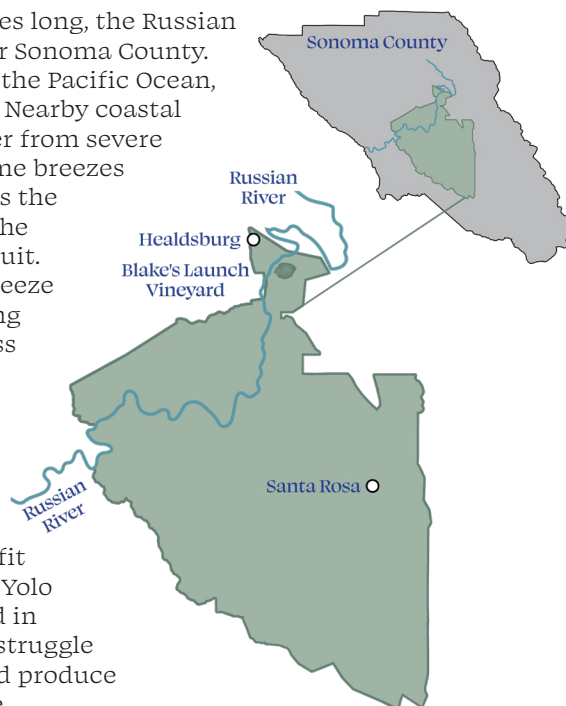 es long, the Russian
r Sonoma County.
the Pacific Ocean,
Nearby coastal
er from severe
me breezes
s the
he
uit.
eeze
ng
ss
fit
Yolo
d in
struggle
d produce
Sonoma County
Russian
River
Healdsburg
Blake's Launch
Vineyard
Santa Rosa
Russian
River